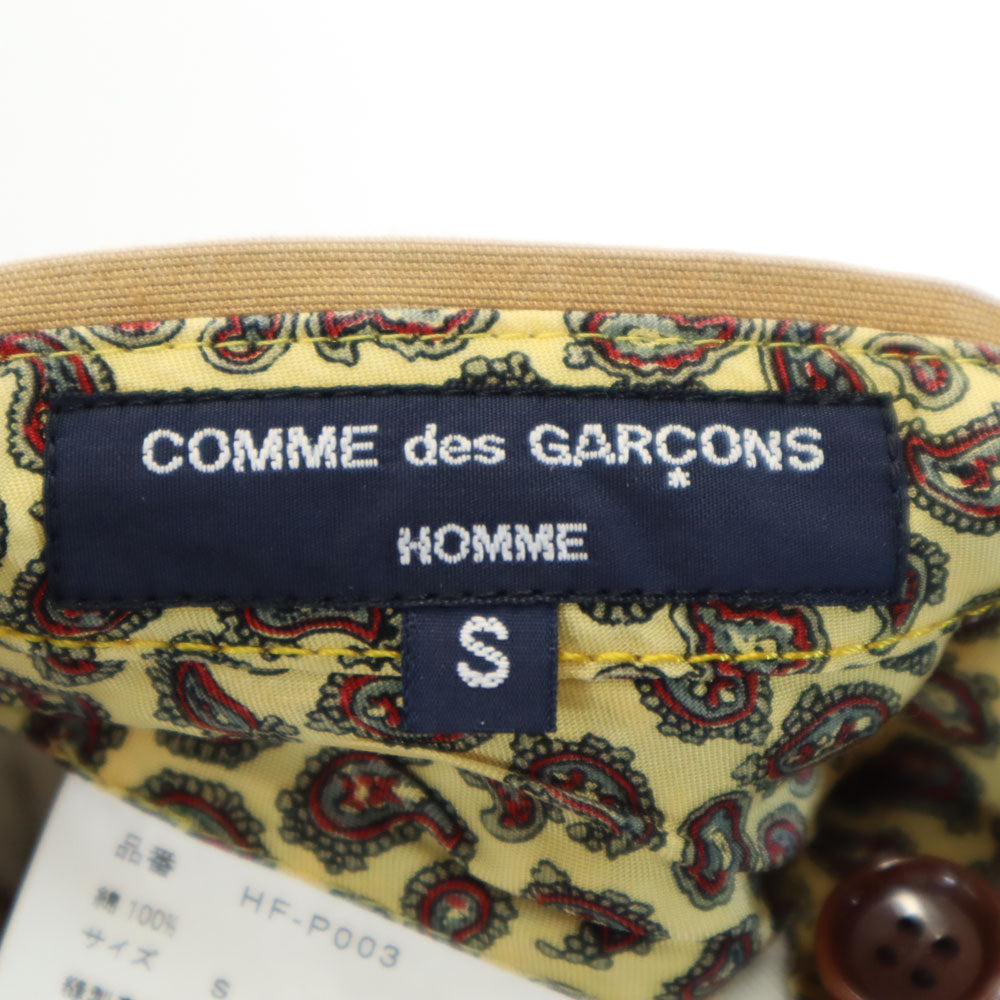 COMME des GARÇONS
HOMME
S
品番 HF-P003
綿 100%
サイズ S